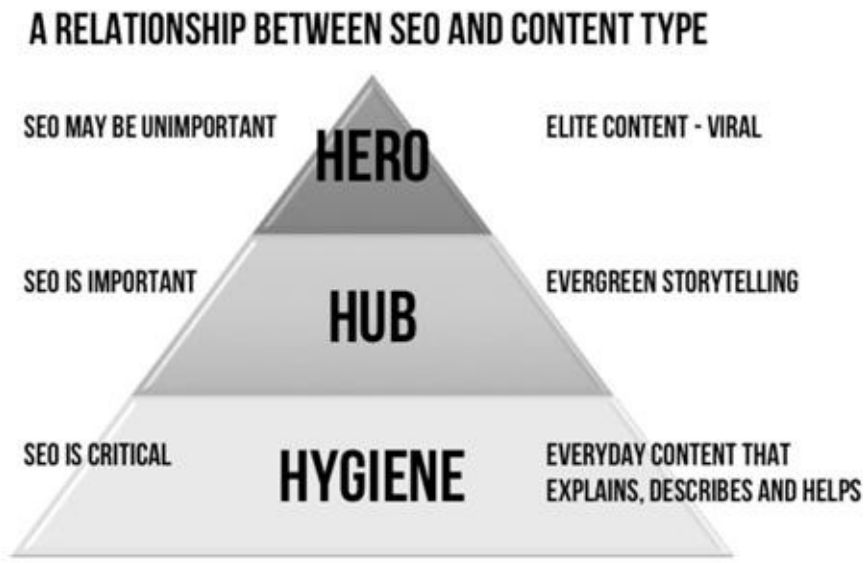 A RELATIONSHIP BETWEEN SEO AND CONTENT TYPE
SEO MAY BE UNIMPORTANT
HERO
ELITE CONTENT - VIRAL
SEO IS IMPORTANT
HUB
EVERGREEN STORYTELLING
SEO IS CRITICAL
HYGIENE
EVERYDAY CONTENT THAT
EXPLAINS, DESCRIBES AND HELPS